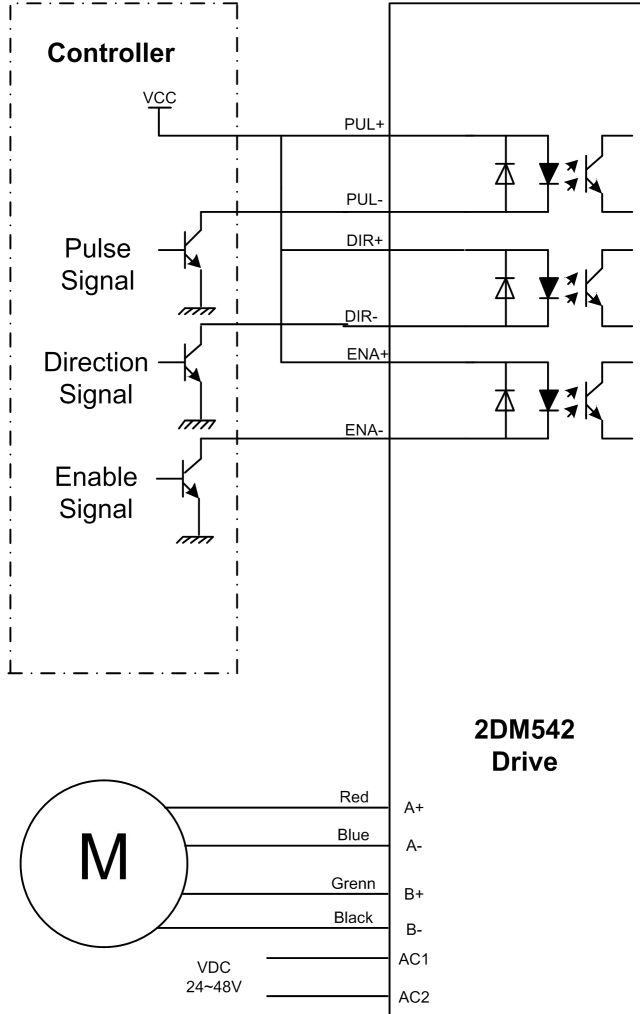 Controller
VCC
PUL+
PUL-
Pulse
Signal
DIR+
DIR-
Direction
Signal
ENA+
ENA-
Enable
Signal
2DM542
Drive
M
Red
A+
Blue
A-
Grenn
B+
Black
B-
VDC
24~48V
AC1
AC2